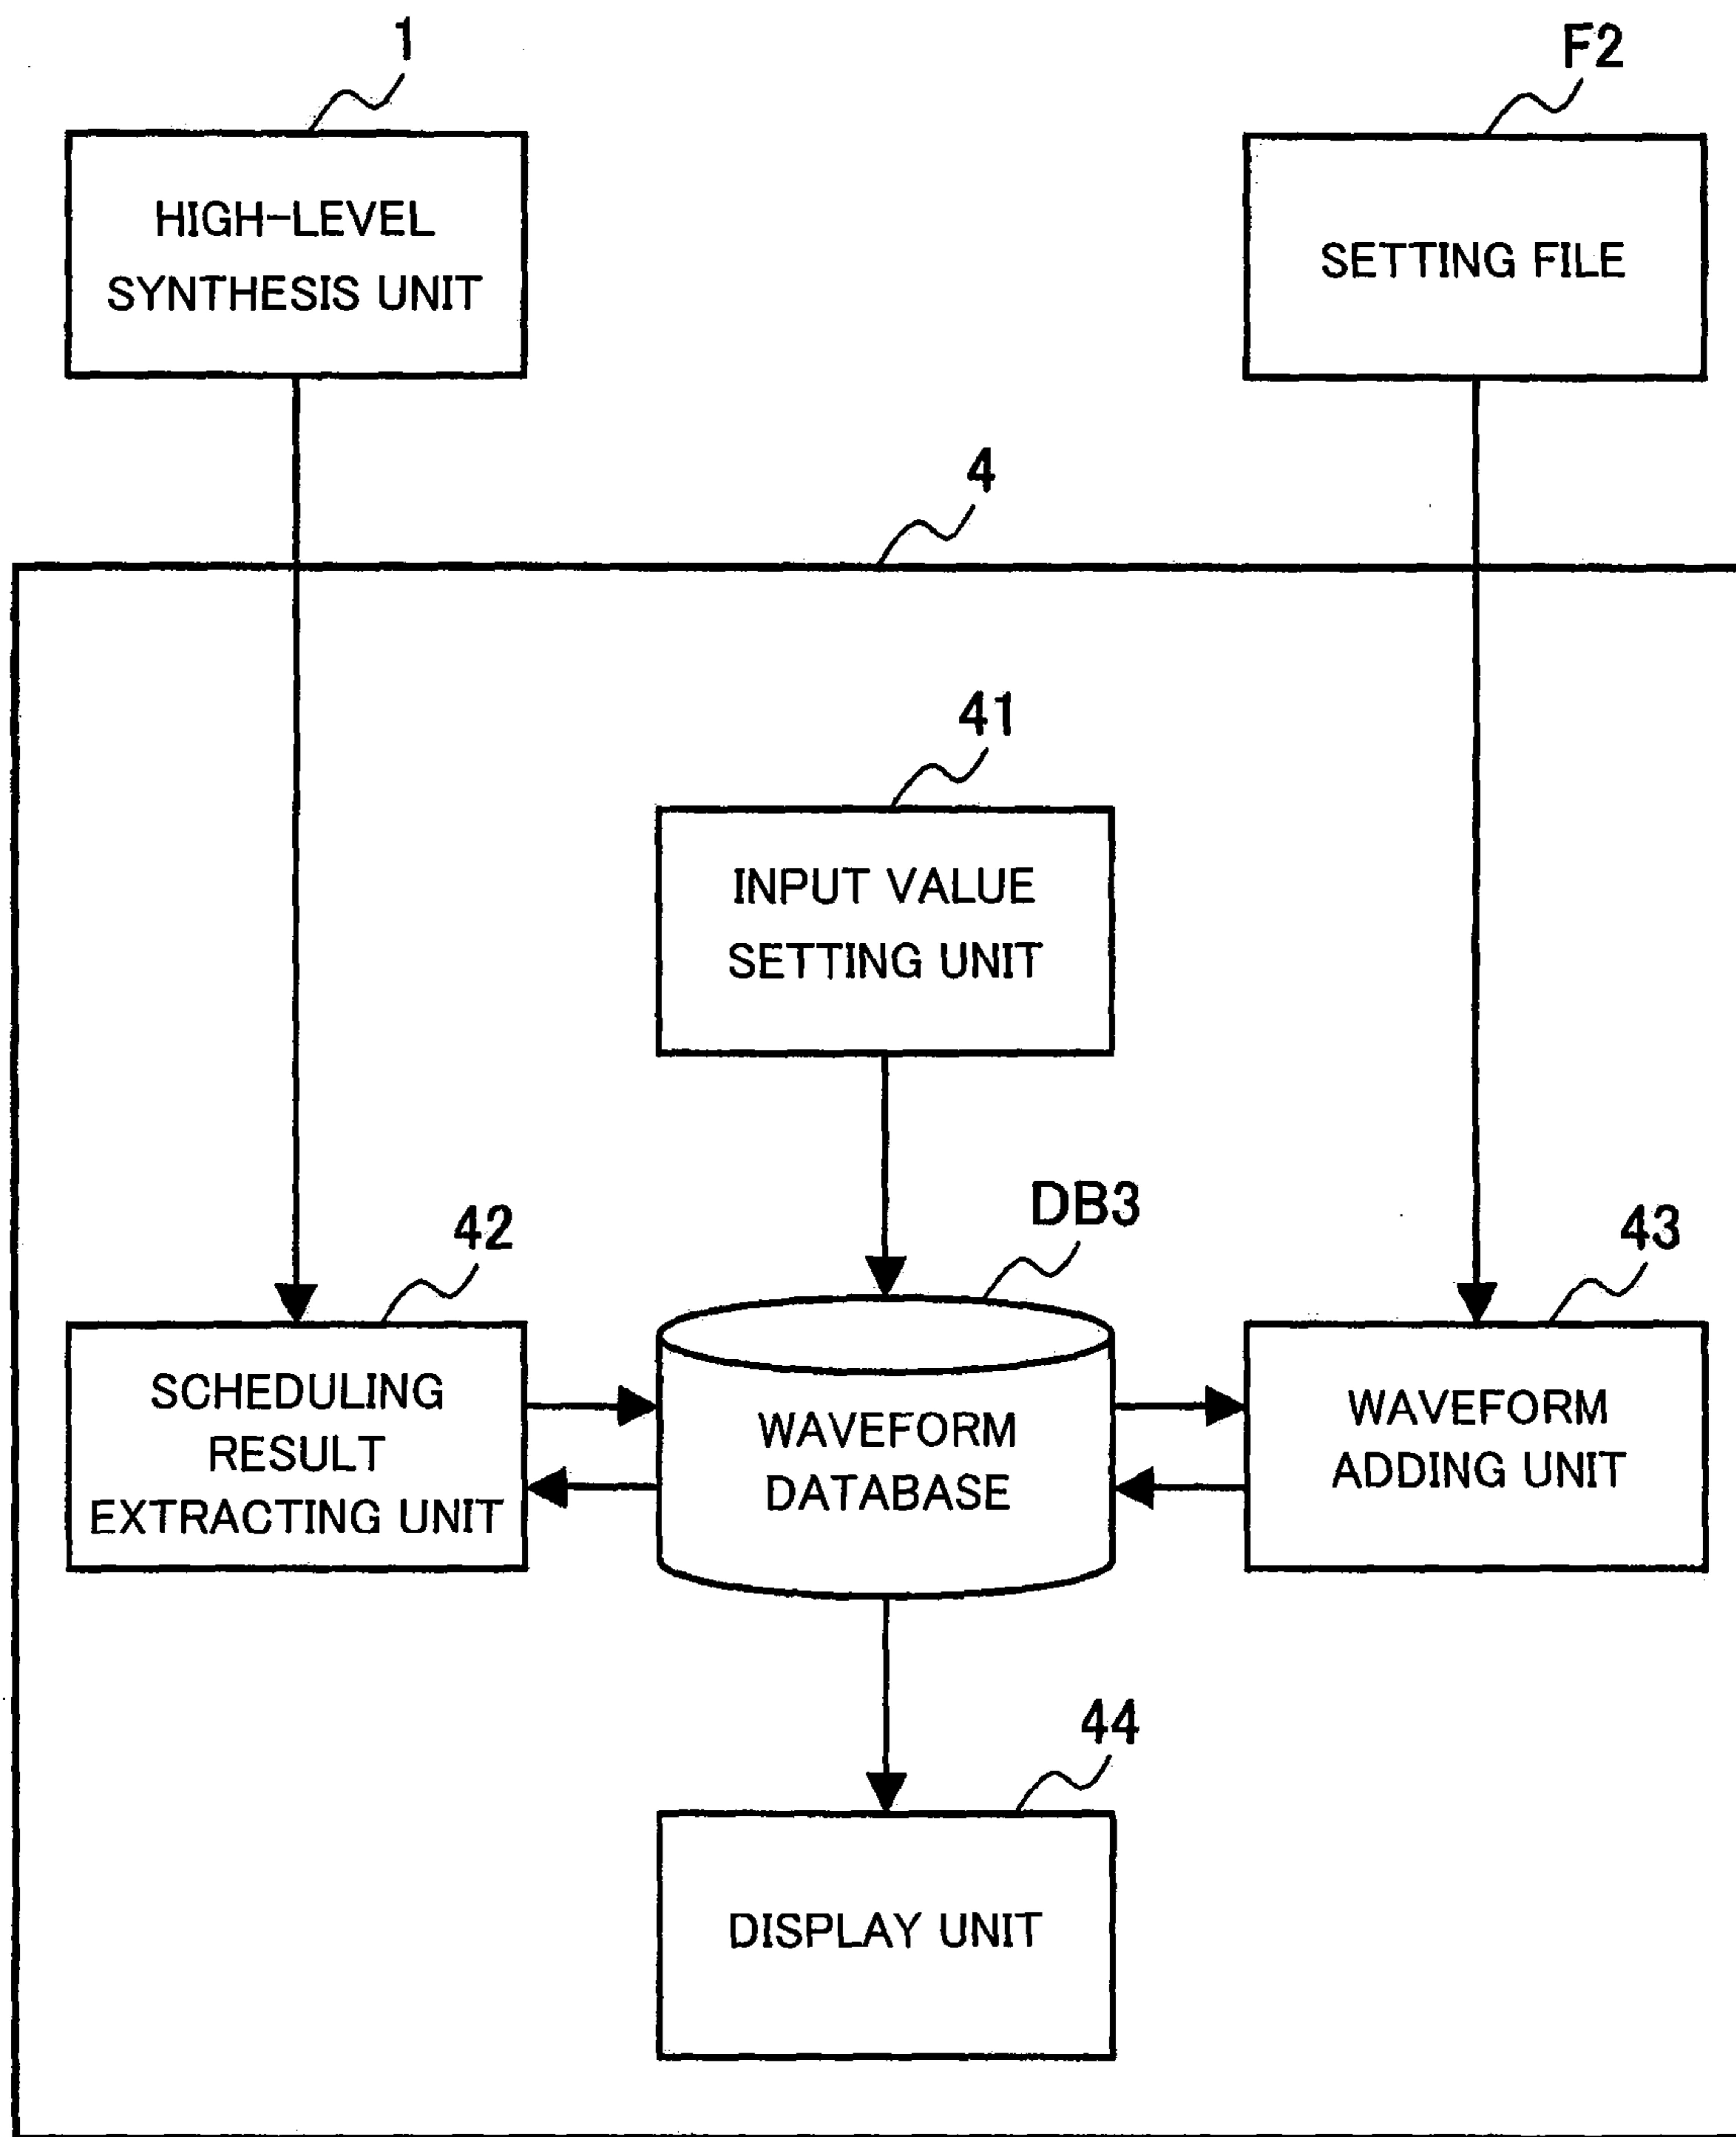 1
F2
HIGH-LEVEL
SYNTHESIS UNIT
SETTING FILE
4
41
INPUT VALUE
SETTING UNIT
42
DB3
43
SCHEDULING
RESULT
EXTRACTING UNIT
WAVEFORM
DATABASE
WAVEFORM
ADDING UNIT
44
DISPLAY UNIT